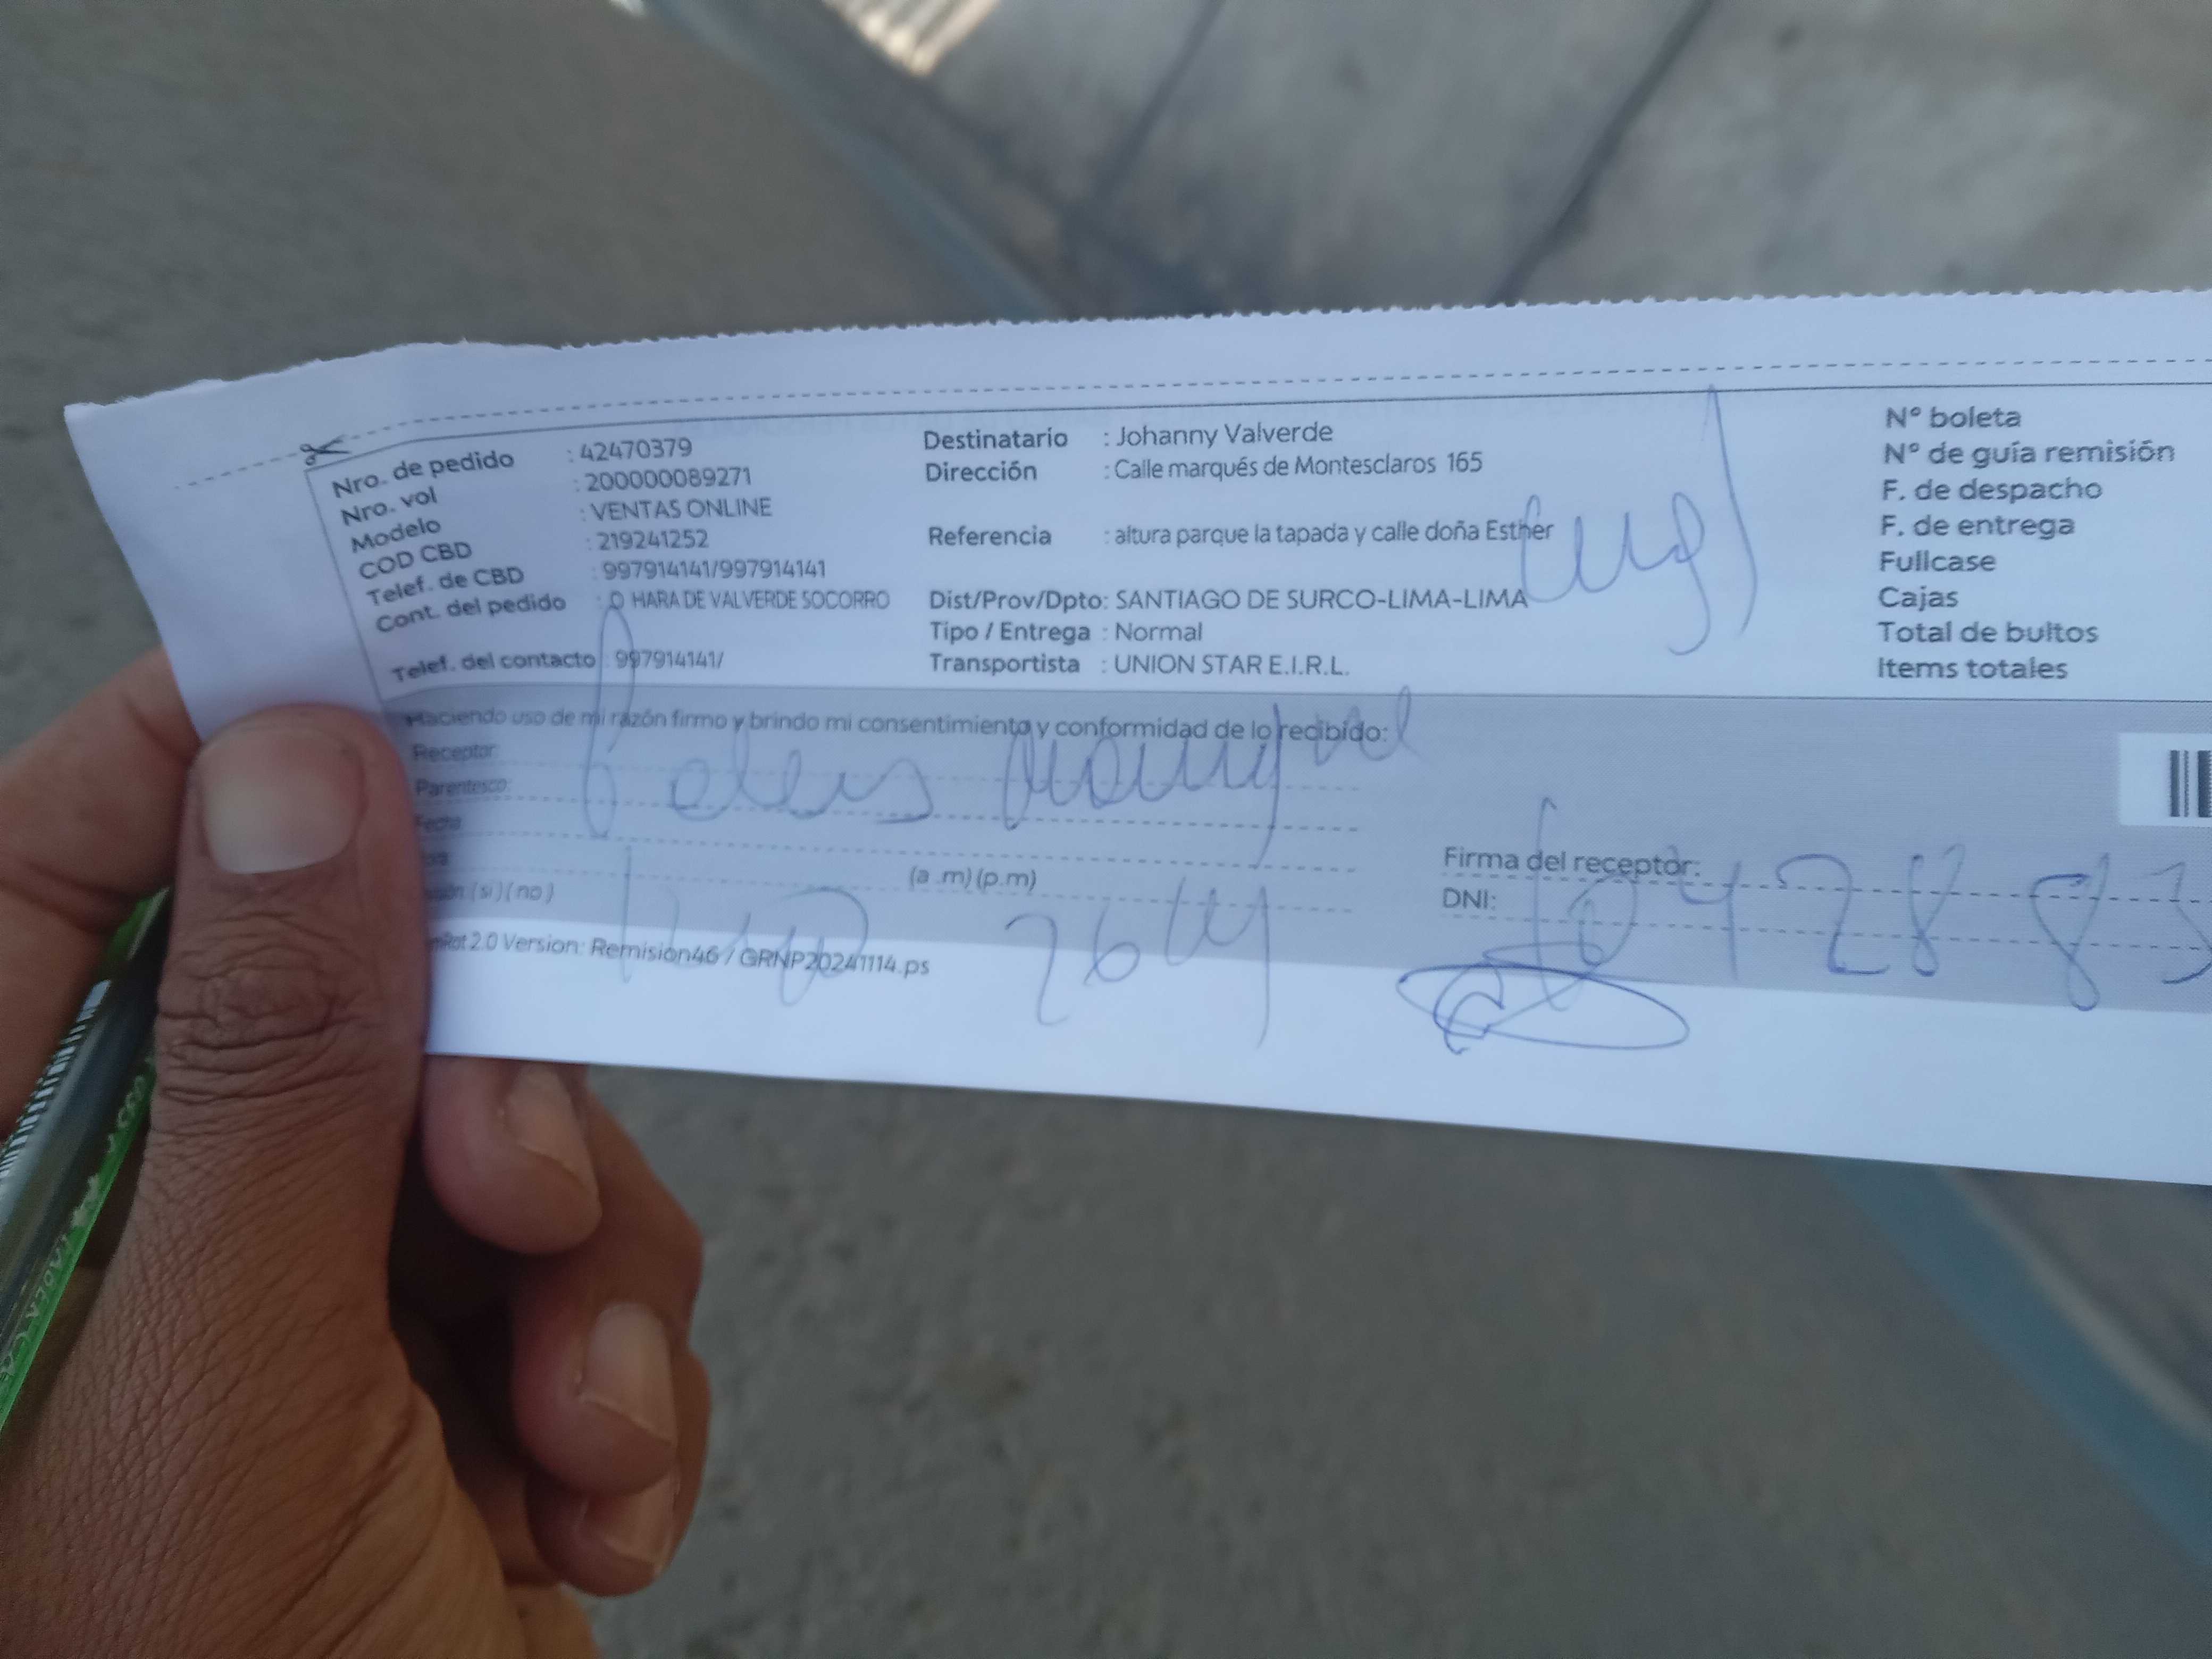 Nro. de pedido : 42470379
Nro. vol : 200000089271
Modelo : VENTAS ONLINE
COD CBD : 219241252
Telef. de CBD : 997914141/997914141
Cont. del pedido : O HARA DE VALVERDE SOCORRO
Telef. del contacto : 997914141/
Destinatario : Johanny Valverde
Dirección : Calle marqués de Montesclaros 165
Referencia : altura parque la tapada y calle doña Esther
Dist/Prov/Dpto: SANTIAGO DE SURCO-LIMA-LIMA
Tipo / Entrega : Normal
Transportista : UNION STAR E.I.R.L.
N° boleta
N° de guía remisión
F. de despacho
F. de entrega
Fullcase
Cajas
Total de bultos
Items totales
Haciendo uso de mi razón firmo y brindo mi consentimiento y conformidad de lo recibido:
Receptor:
Parentesco:
Fecha
(a .m) (p.m)
( si ) ( no )
Firma del receptor:
DNI:
2.0 Version: Remision46 / GRNP20241114.ps